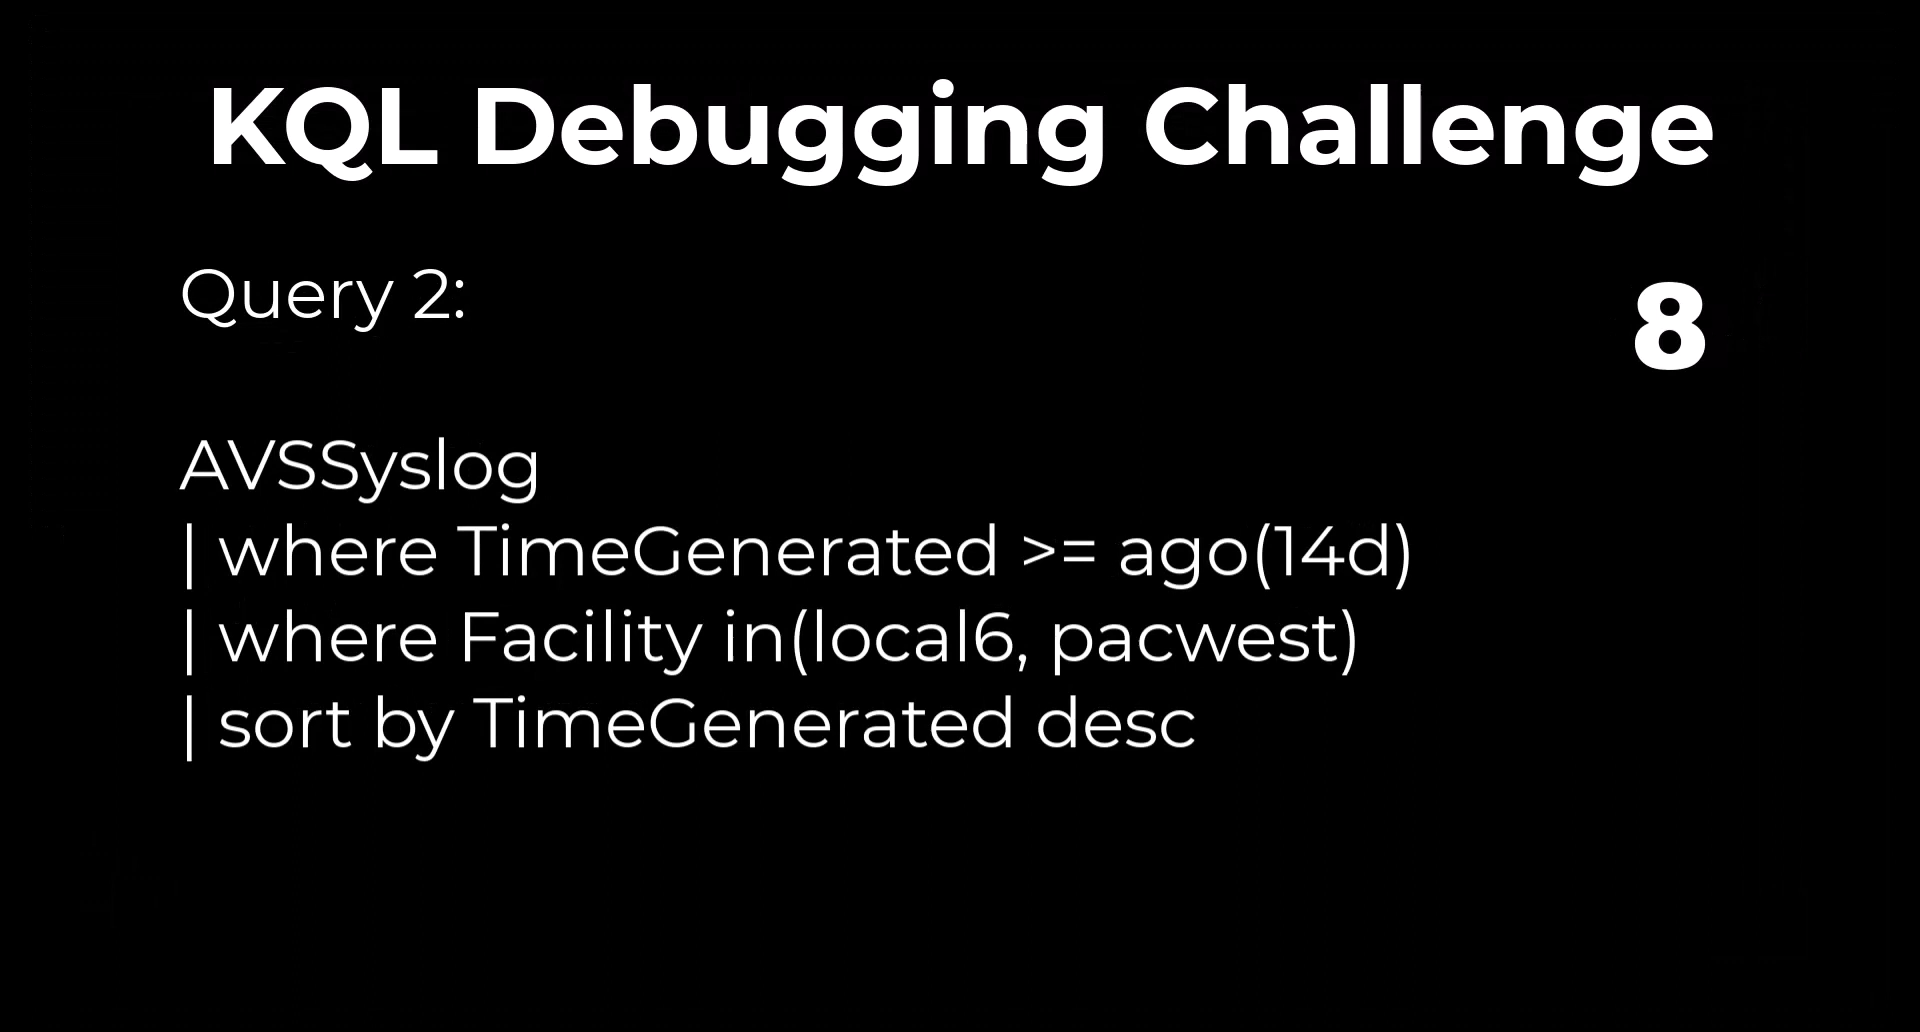 KQL Debugging Challenge
Query 2:
8
AVSSyslog
| where TimeGenerated >= ago(14d)
| where Facility in(local6, pacwest)
| sort by TimeGenerated desc